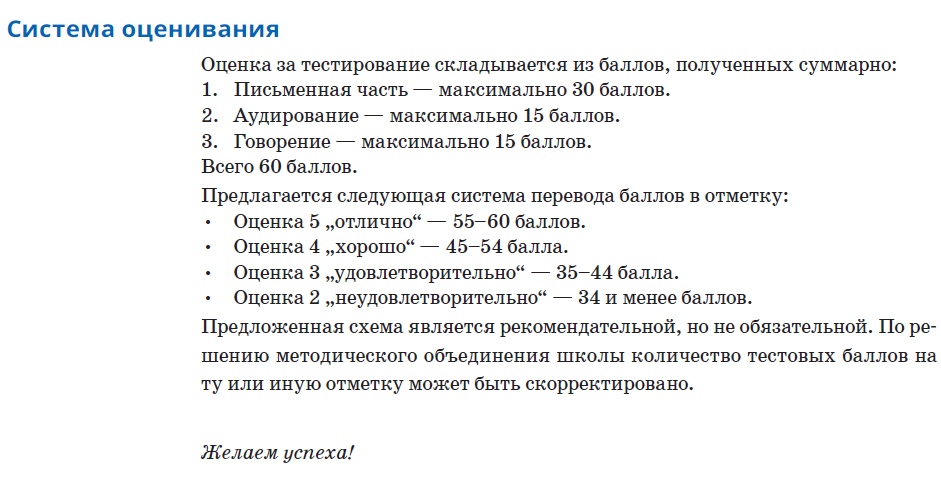 Система оценивания
Оценка за тестирование складывается из баллов, полученных суммарно:
1. Письменная часть — максимально 30 баллов.
2. Аудирование — максимально 15 баллов.
3. Говорение — максимально 15 баллов.
Всего 60 баллов.
Предлагается следующая система перевода баллов в отметку:
• Оценка 5 „отлично“ — 55–60 баллов.
• Оценка 4 „хорошо“ — 45–54 балла.
• Оценка 3 „удовлетворительно“ — 35–44 балла.
• Оценка 2 „неудовлетворительно“ — 34 и менее баллов.
Предложенная схема является рекомендательной, но не обязательной. По ре-
шению методического объединения школы количество тестовых баллов на
ту или иную отметку может быть скорректировано.
Желаем успеха!